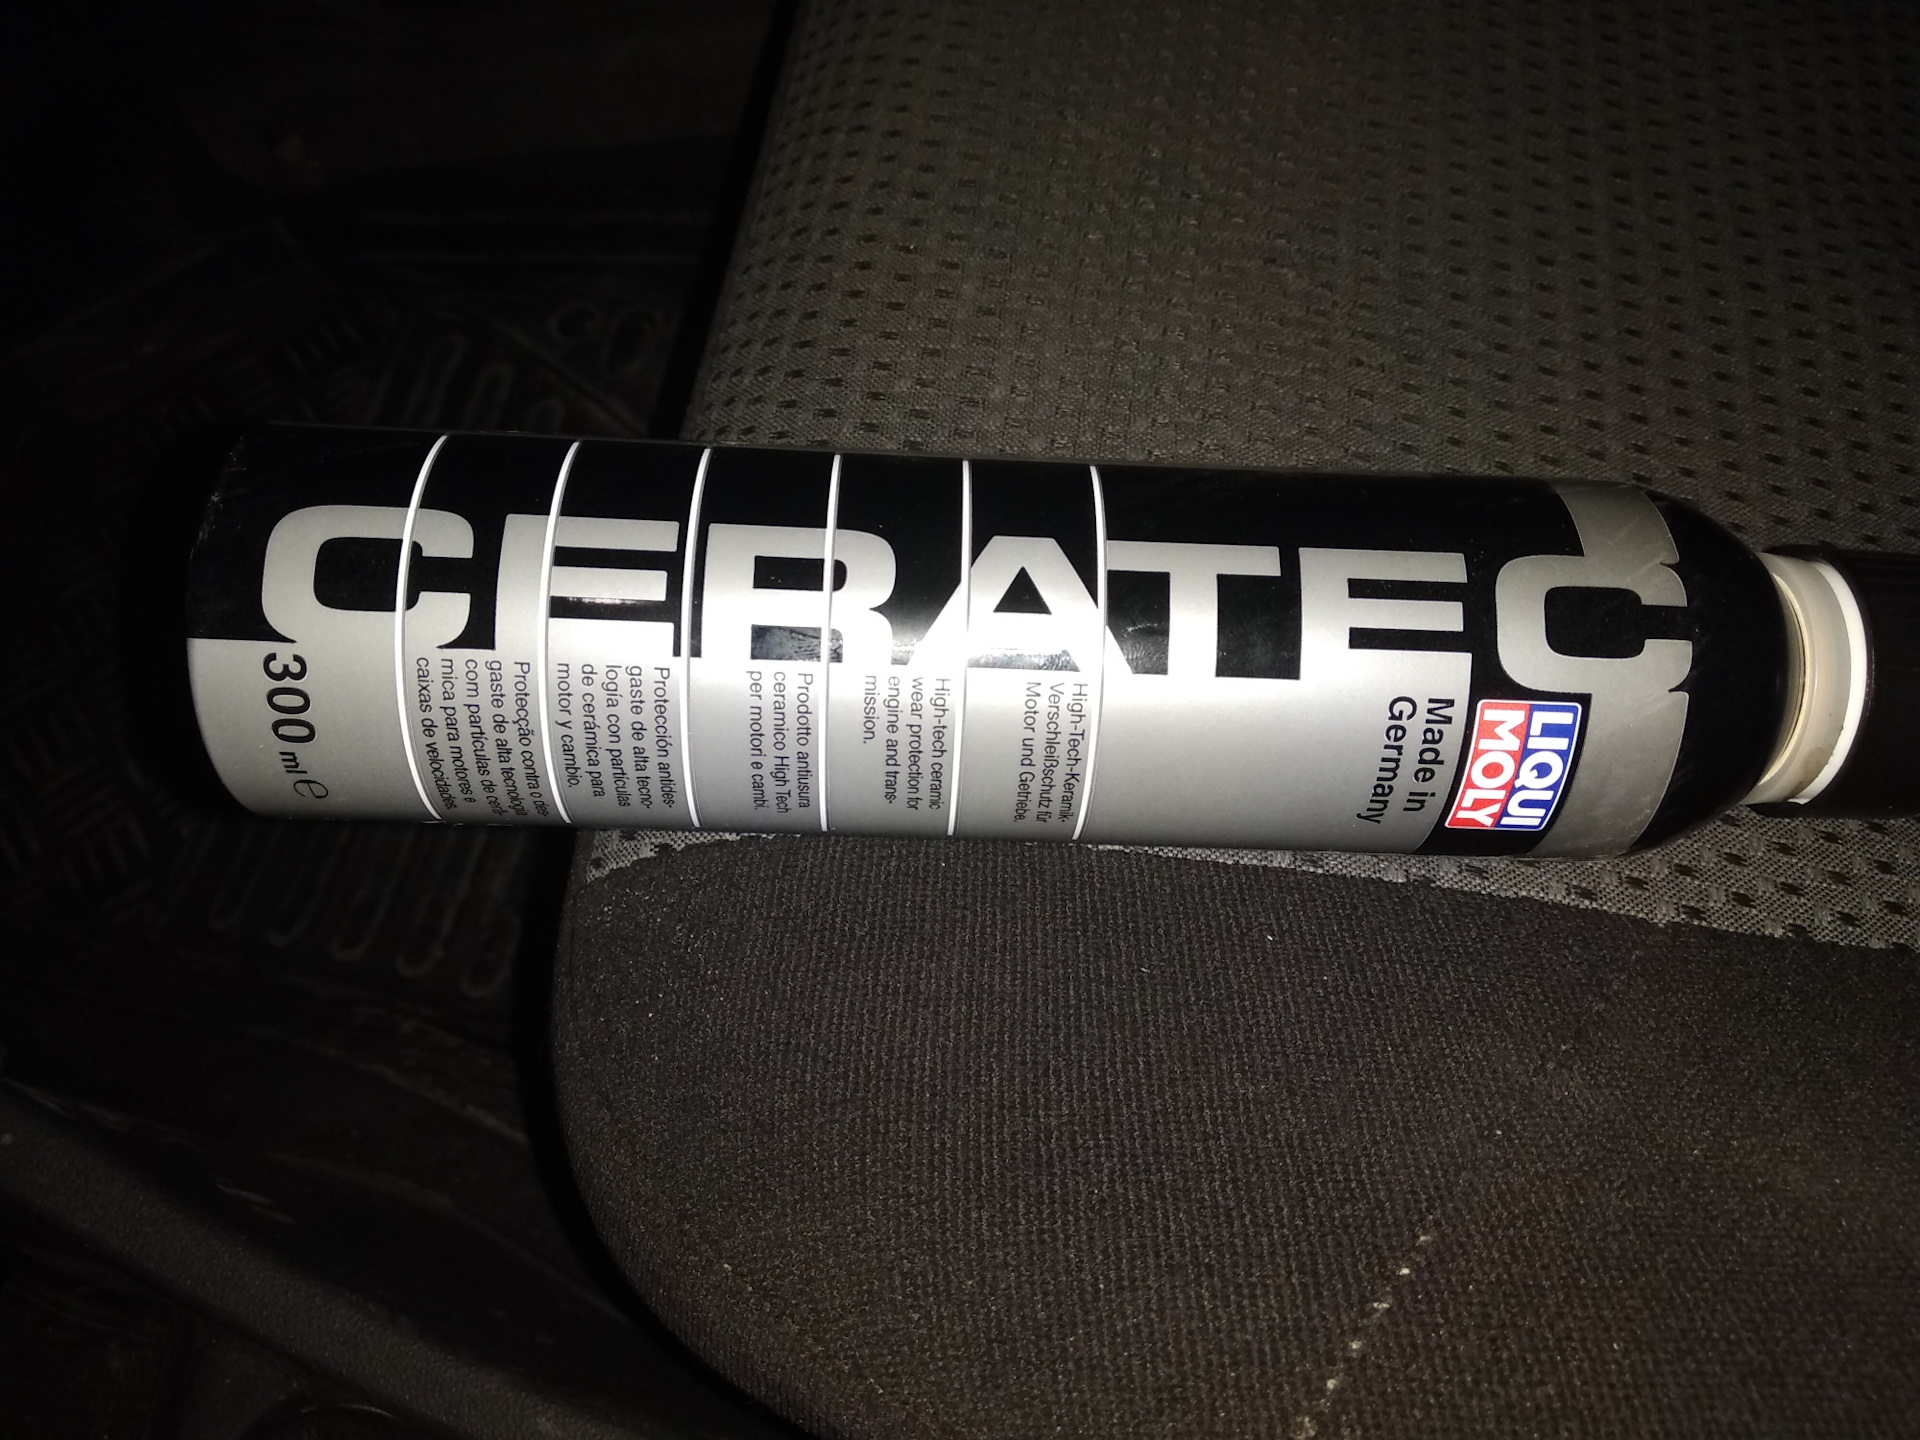 CERATEC
LIQUI
MOLY
Made in
Germany
High-Tech-Keramik-
Verschleißschutz für
Motor und Getriebe.
High-tech ceramic
wear protection for
engine and trans-
mission.
Prodotto antiusura
ceramico High Tech
per motori e cambi.
Protección antides-
gaste de alta tecno-
logía con partículas
de cerámica para
motor y cambio.
Protecção contra o des-
gaste de alta tecnologia
com partículas de cerâ-
mica para motores e
caixas de velocidades
300 ml e